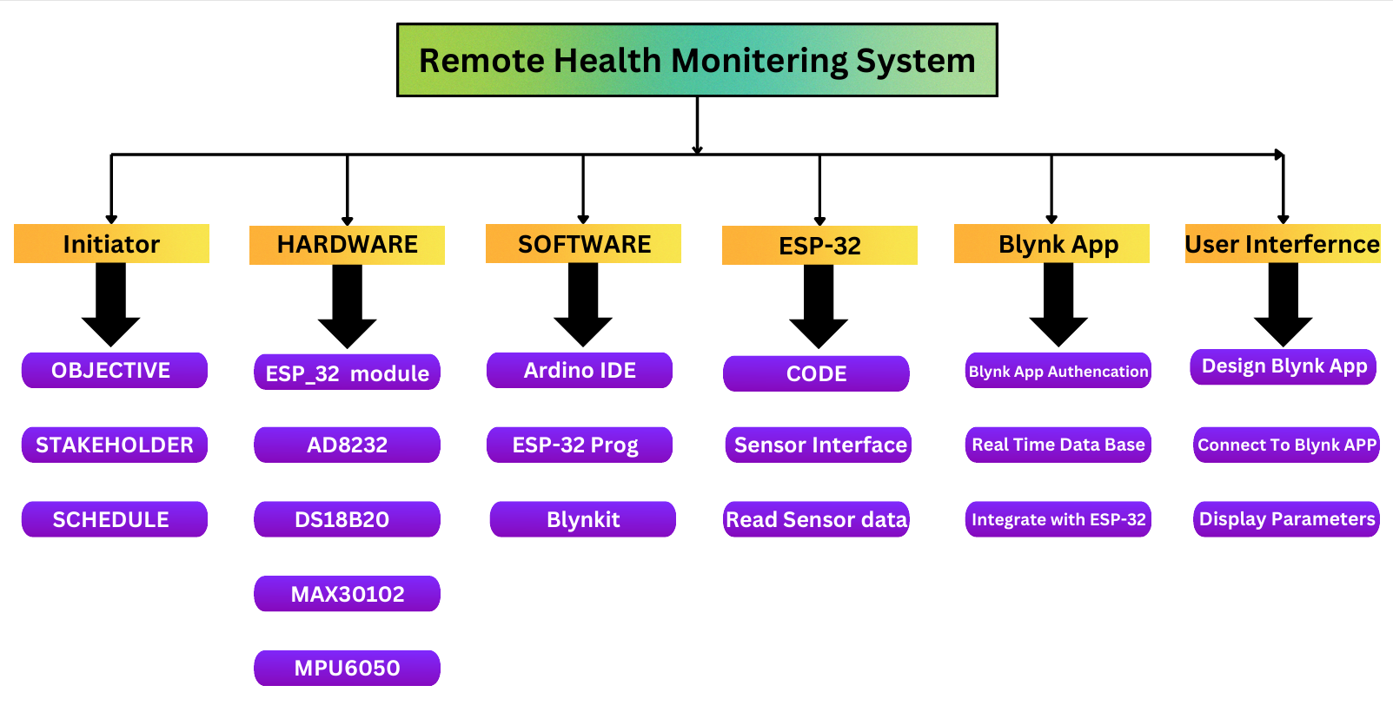 Remote Health Monitering System
Initiator
HARDWARE
SOFTWARE
ESP-32
Blynk App
User Interfernce
OBJECTIVE
ESP_32 module
Ardino IDE
CODE
Blynk App Authencation
Design Blynk App
STAKEHOLDER
AD8232
ESP-32 Prog
Sensor Interface
Real Time Data Base
Connect To Blynk APP
SCHEDULE
DS18B20
Blynkit
Read Sensor data
Integrate with ESP-32
Display Parameters
MAX30102
MPU6050